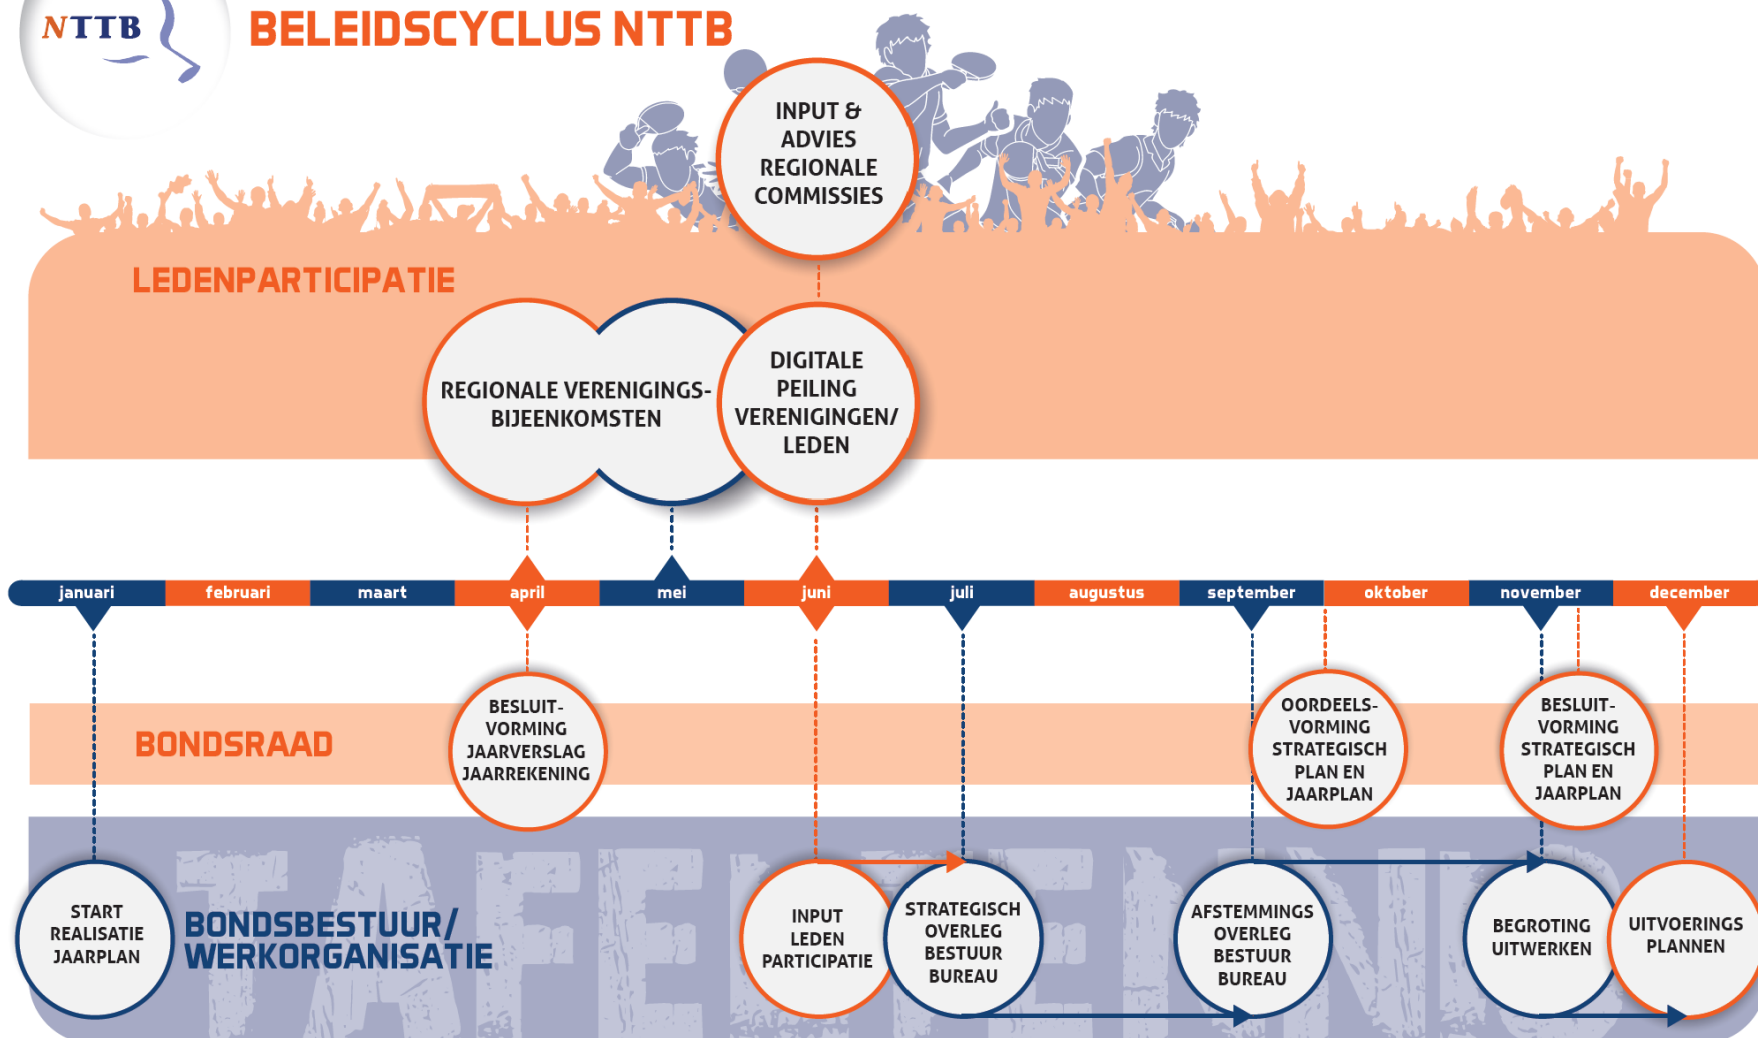 NTTB
BELEIDSCYCLUS NTTB
INPUT &
ADVIES
REGIONALE
COMMISSIES
LEDENPARTICIPATIE
REGIONALE VERENIGINGS-
BIJEENKOMSTEN
DIGITALE
PEILING
VERENIGINGEN/
LEDEN
januari
februari
maart
april
mei
juni
juli
augustus
september
oktober
november
december
BONDSRAAD
BESLUIT-
VORMING
JAARVERSLAG
JAARREKENING
OORDEELS-
VORMING
STRATEGISCH
PLAN EN
JAARPLAN
BESLUIT-
VORMING
STRATEGISCH
PLAN EN
JAARPLAN
TAFELTENNIS
START
REALISATIE
JAARPLAN
BONDSBESTUUR/
WERKORGANISATIE
INPUT
LEDEN
PARTICIPATIE
STRATEGISCH
OVERLEG
BESTUUR
BUREAU
AFSTEMMINGS
OVERLEG
BESTUUR
BUREAU
BEGROTING
UITWERKEN
UITVOERINGS
PLANNEN